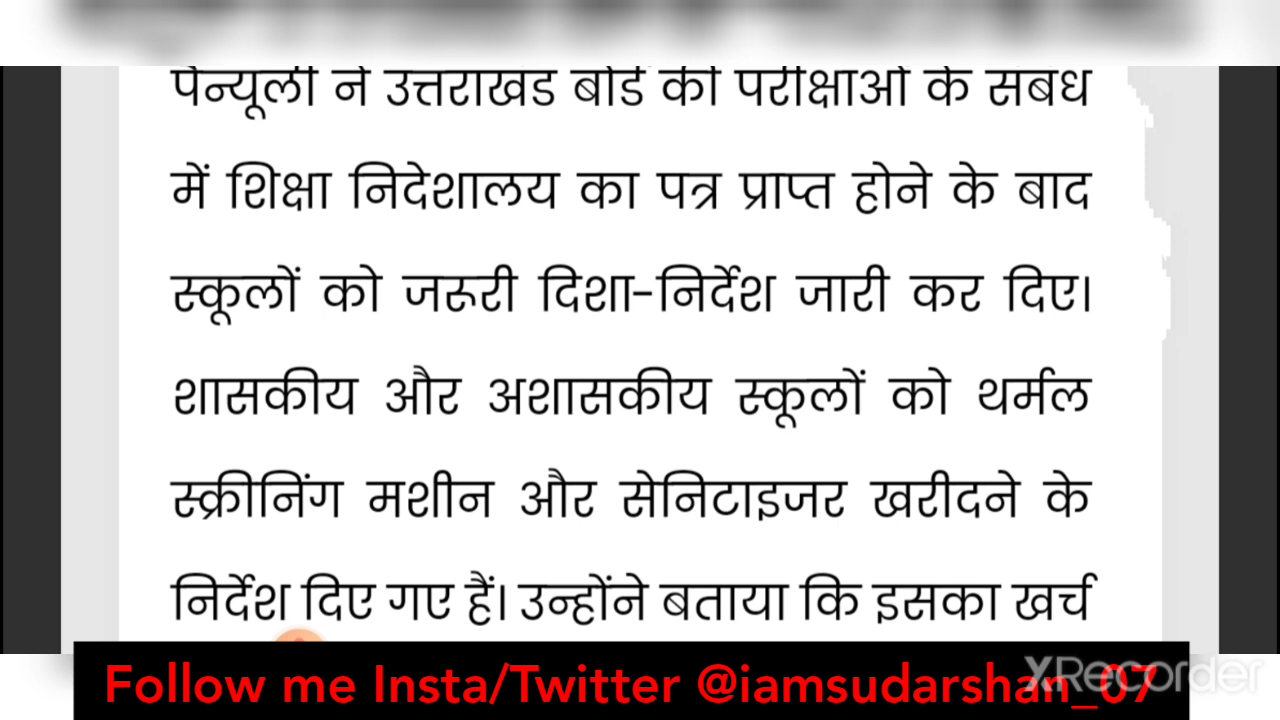 पैन्यूली ने उत्तराखंड बोर्ड की परीक्षाओं के संबंध
में शिक्षा निदेशालय का पत्र प्राप्त होने के बाद
स्कूलों को जरूरी दिशा-निर्देश जारी कर दिए।
शासकीय और अशासकीय स्कूलों को थर्मल
स्क्रीनिंग मशीन और सेनिटाइजर खरीदने के
निर्देश दिए गए हैं। उन्होंने बताया कि इसका खर्च
Follow me Insta/Twitter @iamsudarshan_07
XRecorder